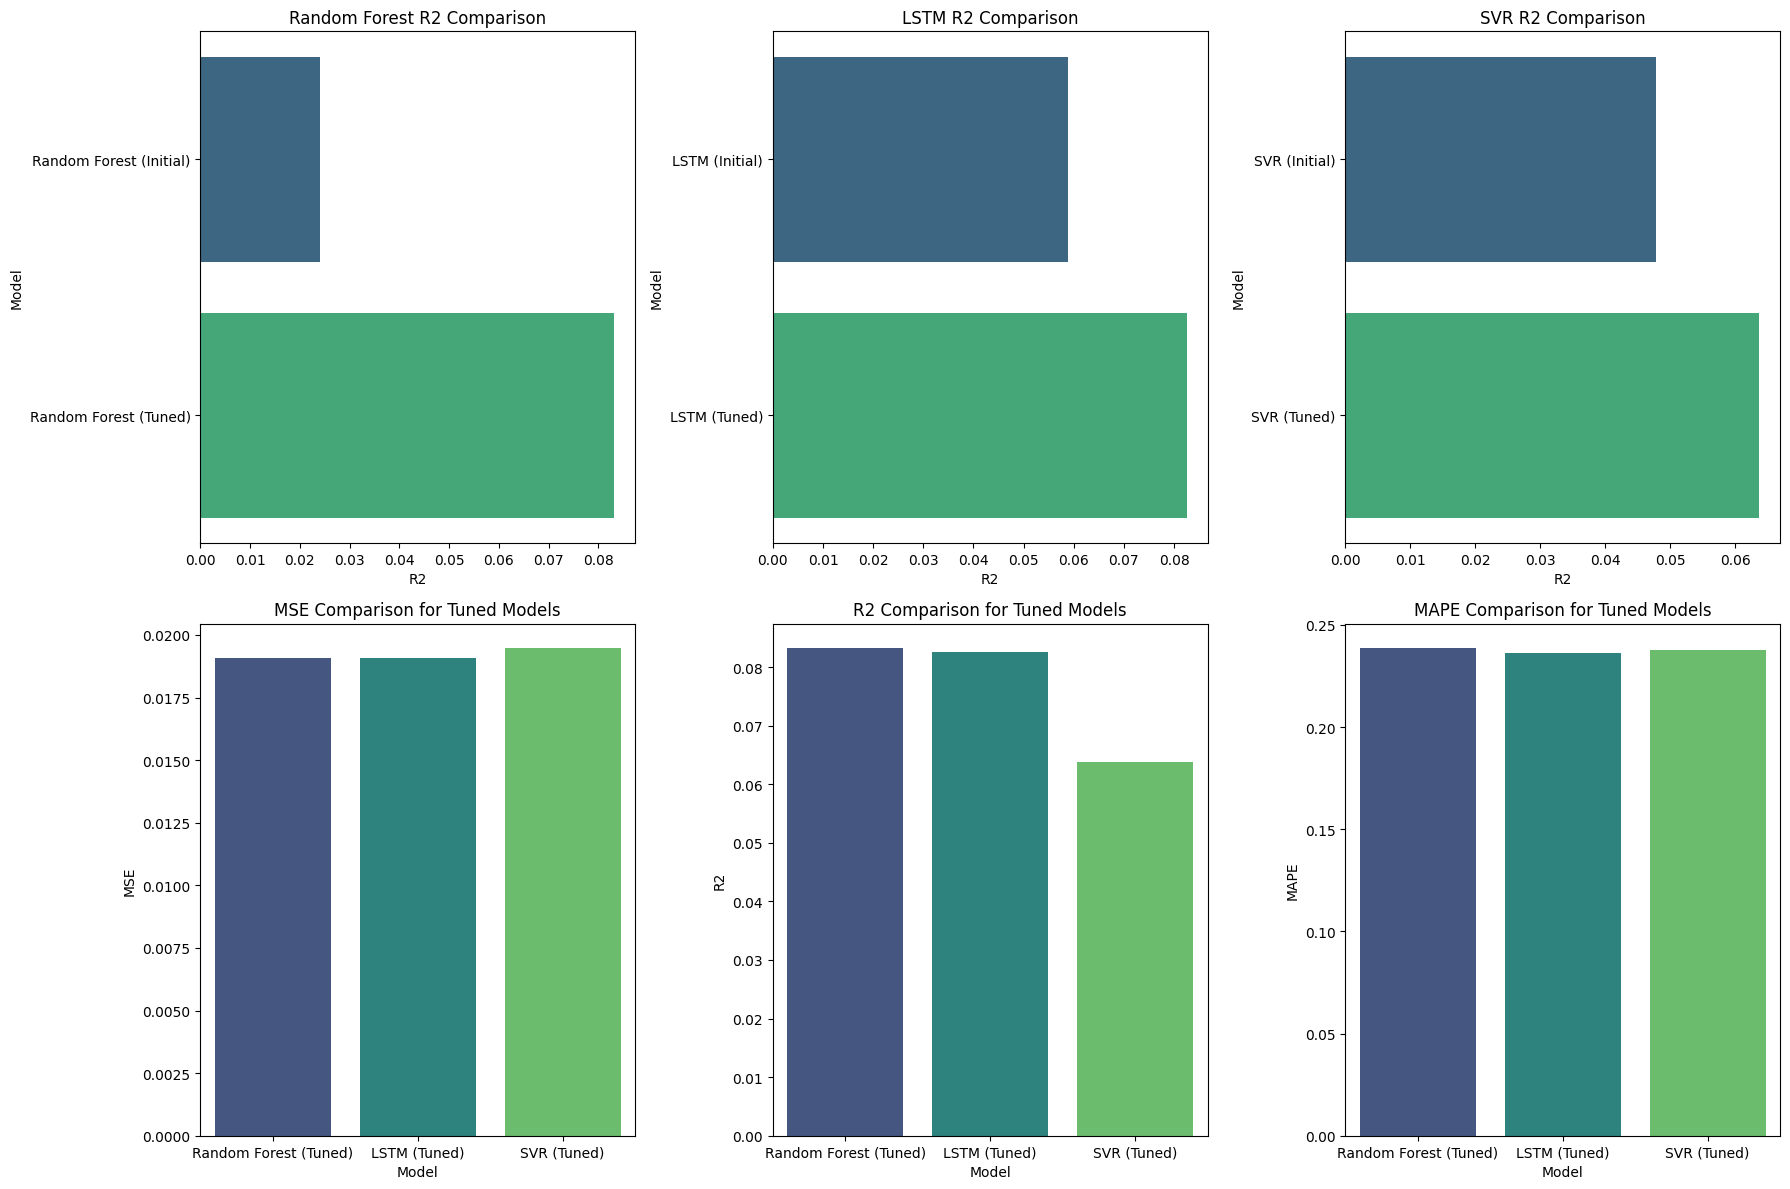 Random Forest R2 Comparison
Model
Random Forest (Initial)
Random Forest (Tuned)
0.00 0.01 0.02 0.03 0.04 0.05 0.06 0.07 0.08
R2
LSTM R2 Comparison
Model
LSTM (Initial)
LSTM (Tuned)
0.00 0.01 0.02 0.03 0.04 0.05 0.06 0.07 0.08
R2
SVR R2 Comparison
Model
SVR (Initial)
SVR (Tuned)
0.00 0.01 0.02 0.03 0.04 0.05 0.06
R2
MSE Comparison for Tuned Models
MSE
0.0200
0.0175
0.0150
0.0125
0.0100
0.0075
0.0050
0.0025
0.0000
Random Forest (Tuned) LSTM (Tuned) SVR (Tuned)
Model
R2 Comparison for Tuned Models
R2
0.08
0.07
0.06
0.05
0.04
0.03
0.02
0.01
0.00
Random Forest (Tuned) LSTM (Tuned) SVR (Tuned)
Model
MAPE Comparison for Tuned Models
MAPE
0.25
0.20
0.15
0.10
0.05
0.00
Random Forest (Tuned) LSTM (Tuned) SVR (Tuned)
Model